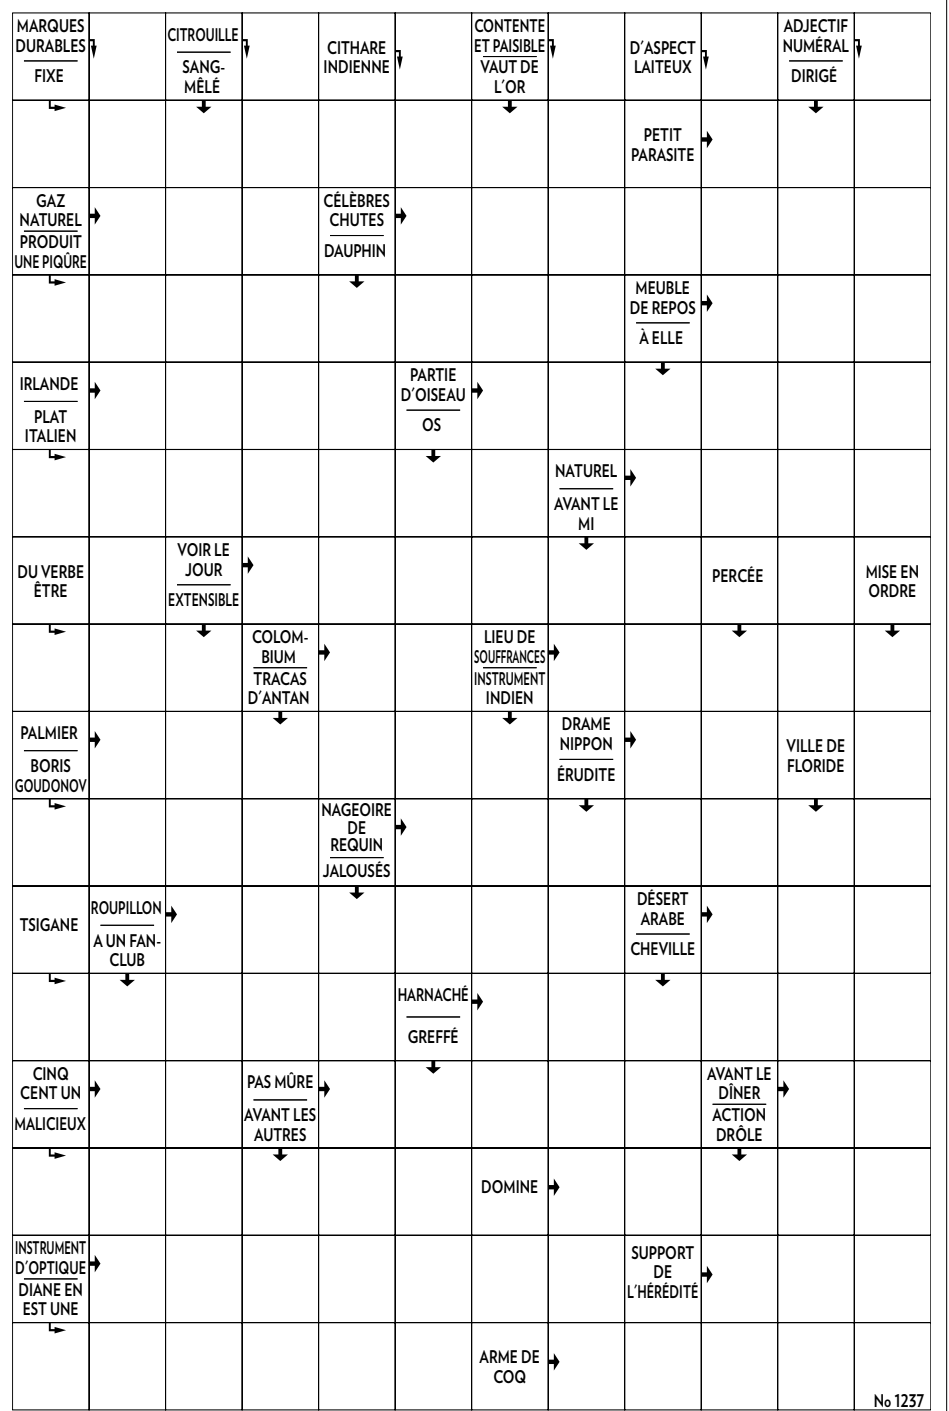 MARQUES
DURABLES
FIXE
CITROUILLE
SANG-
MÊLÉ
CITHARE
INDIENNE
CONTENTE
ET PAISIBLE
VAUT DE
L'OR
D'ASPECT
LAITEUX
ADJECTIF
NUMÉRAL
DIRIGÉ
PETIT
PARASITE
GAZ
NATUREL
PRODUIT
UNE PIQÛRE
CÉLÈBRES
CHUTES
DAUPHIN
MEUBLE
DE REPOS
À ELLE
IRLANDE
PLAT
ITALIEN
PARTIE
D'OISEAU
OS
NATUREL
AVANT LE
MI
DU VERBE
ÊTRE
VOIR LE
JOUR
EXTENSIBLE
PERCÉE
MISE EN
ORDRE
COLOM-
BIUM
TRACAS
D'ANTAN
LIEU DE
SOUFFRANCES
INSTRUMENT
INDIEN
PALMIER
BORIS
GOUDONOV
DRAME
NIPPON
ÉRUDITE
VILLE DE
FLORIDE
NAGEOIRE
DE
REQUIN
JALOUSÉS
TSIGANE
ROUPILLON
A UN FAN-
CLUB
DÉSERT
ARABE
CHEVILLE
HARNACHÉ
GREFFÉ
CINQ
CENT UN
MALICIEUX
PAS MÛRE
AVANT LES
AUTRES
AVANT LE
DÎNER
ACTION
DRÔLE
DOMINE
INSTRUMENT
D'OPTIQUE
DIANE EN
EST UNE
SUPPORT
DE
L'HÉRÉDITÉ
ARME DE
COQ
No 1237